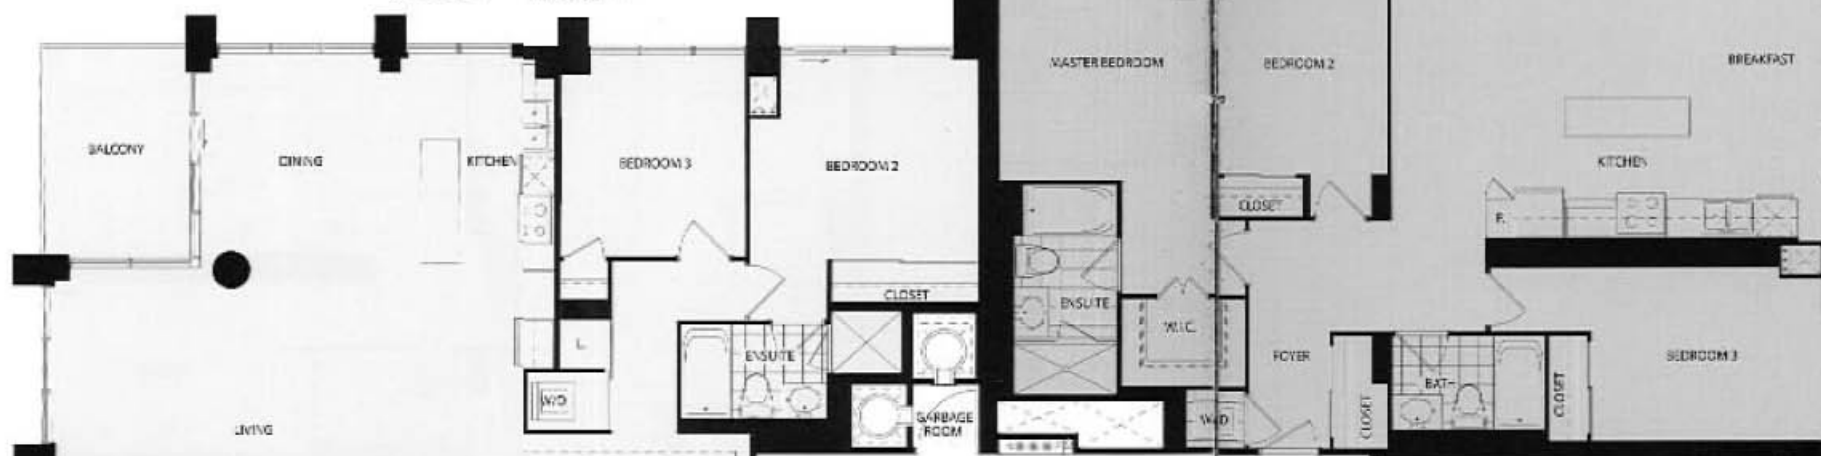 MASTER BEDROOM
BEDROOM 2
BREAKFAST
BALCONY
DINING
KITCHEN
BEDROOM 3
BEDROOM 2
KITCHEN
CLOSET
F.
CLOSET
ENSUITE
W.I.C.
L.
ENSUITE
FOYER
BEDROOM 3
BATH
W/D
CLOSET
CLOSET
LIVING
GARBAGE
ROOM
W/D